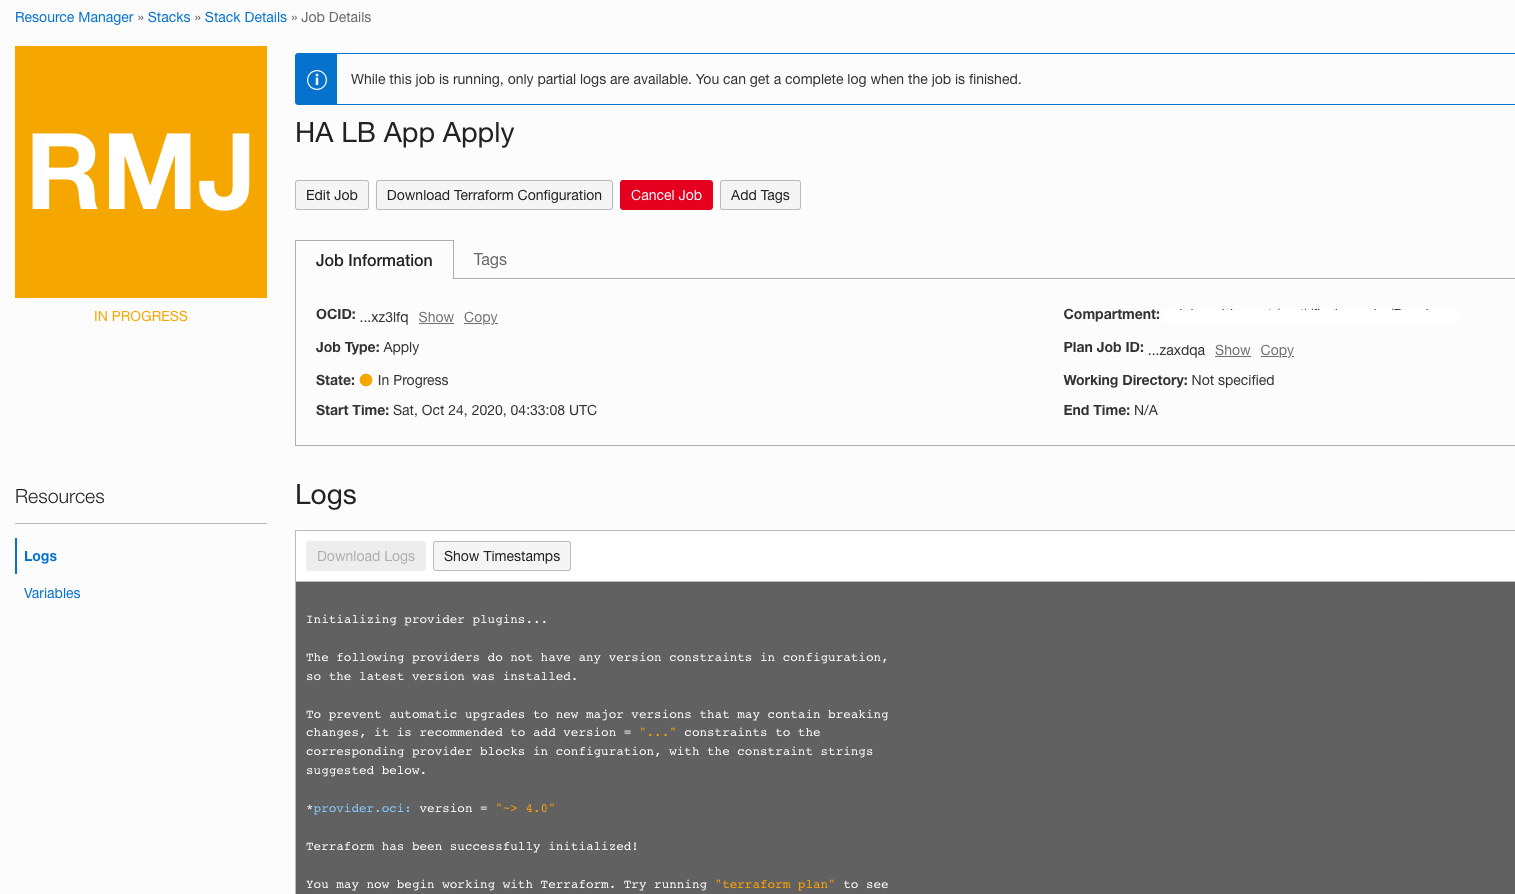 Resource Manager » Stacks » Stack Details » Job Details
RMJ
IN PROGRESS
While this job is running, only partial logs are available. You can get a complete log when the job is finished.
HA LB App Apply
Edit Job Download Terraform Configuration Cancel Job Add Tags
Job Information Tags
OCID: ...xz3lfq Show Copy
Compartment:
Job Type: Apply
Plan Job ID: ...zaxdqa Show Copy
State: In Progress
Working Directory: Not specified
Start Time: Sat, Oct 24, 2020, 04:33:08 UTC
End Time: N/A
Resources
Logs
Variables
Logs
Download Logs Show Timestamps
Initializing provider plugins...
The following providers do not have any version constraints in configuration,
so the latest version was installed.
To prevent automatic upgrades to new major versions that may contain breaking
changes, it is recommended to add version = "..." constraints to the
corresponding provider blocks in configuration, with the constraint strings
suggested below.
*provider.oci: version = "~> 4.0"
Terraform has been successfully initialized!
You may now begin working with Terraform. Try running "terraform plan" to see